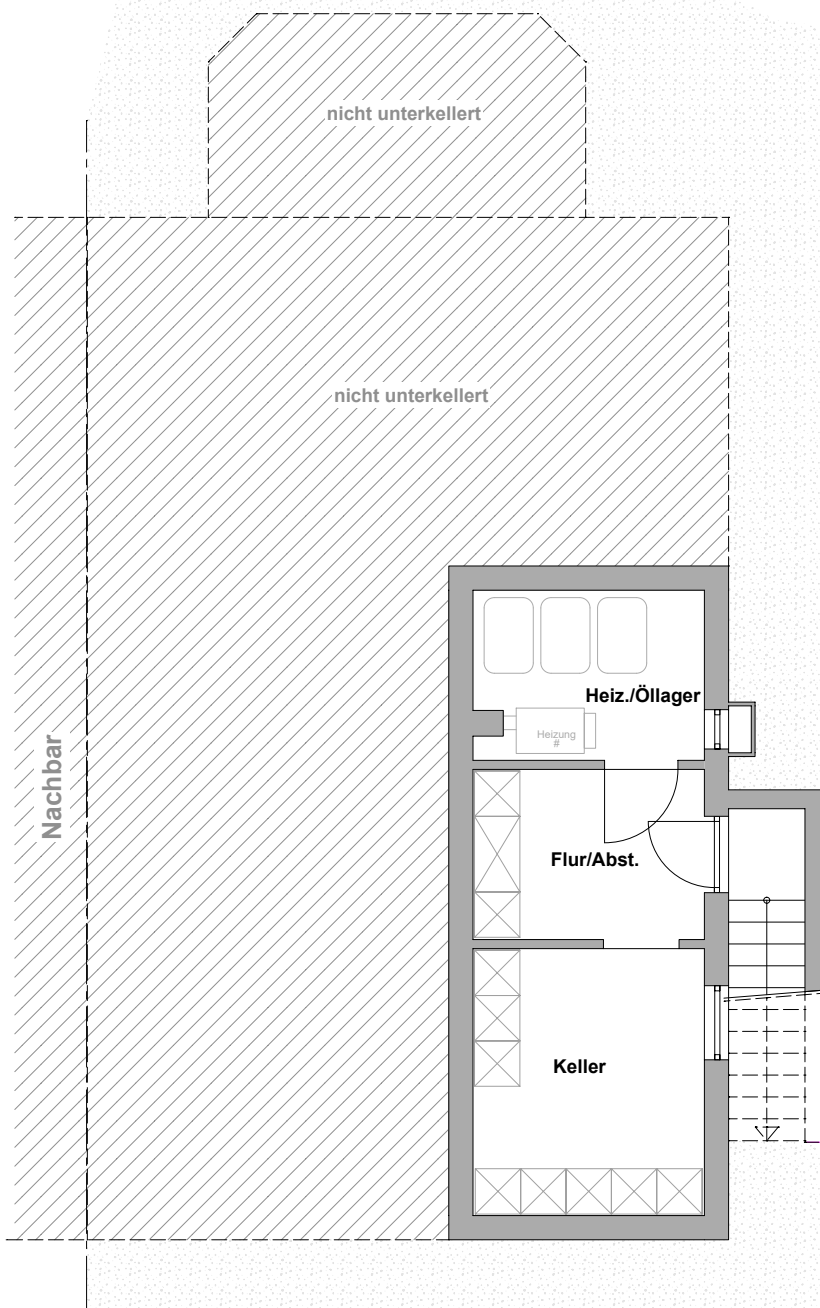 nicht unterkellert
nicht unterkellert
Heiz./Öllager
Heizung
#
Nachbar
Flur/Abst.
Keller